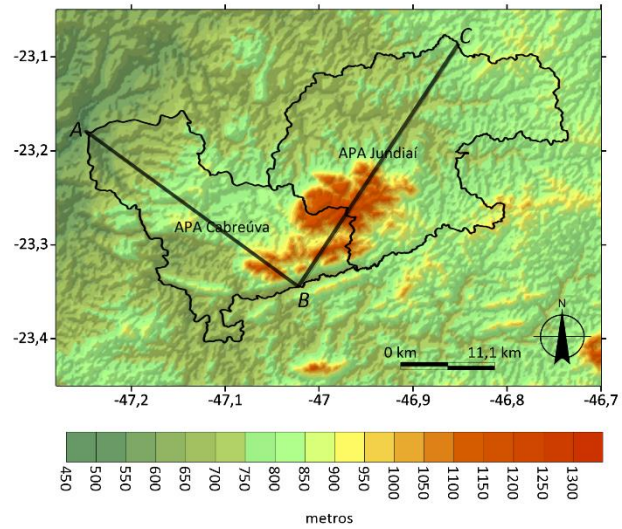 -23,1
-23,2
-23,3
-23,4
A
C
APA Jundiaí
APA Cabreúva
B
N
0 km 11,1 km
-47,2 -47,1 -47 -46,9 -46,8 -46,7
450 500 550 600 650 700 750 800 850 900 950 1000 1050 1100 1150 1200 1250 1300
metros